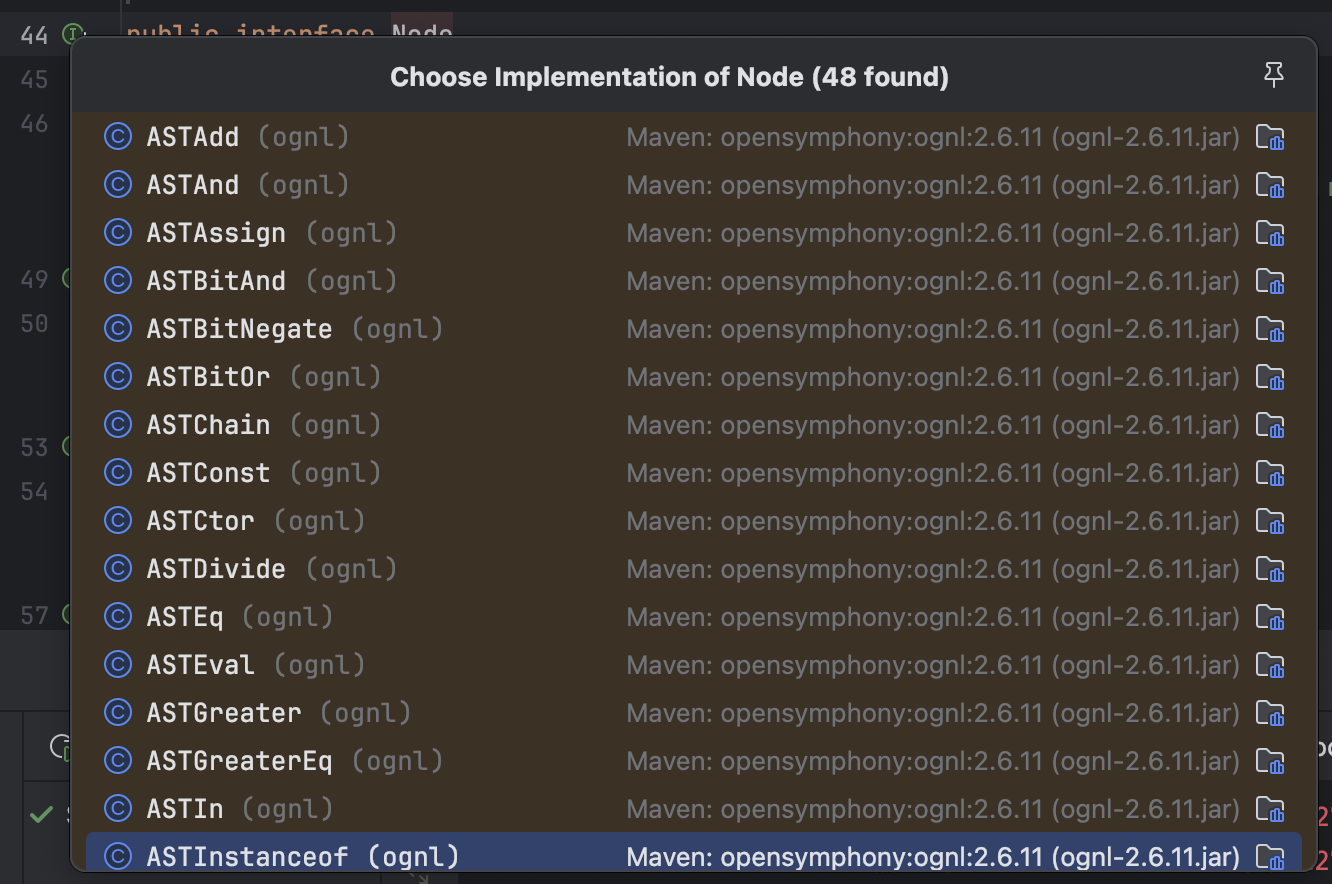 44 public interface Node
Choose Implementation of Node (48 found)
45
46
49
50
53
54
57
ASTAdd (ognl) Maven: opensymphony:ognl:2.6.11 (ognl-2.6.11.jar)
ASTAnd (ognl) Maven: opensymphony:ognl:2.6.11 (ognl-2.6.11.jar)
ASTAssign (ognl) Maven: opensymphony:ognl:2.6.11 (ognl-2.6.11.jar)
ASTBitAnd (ognl) Maven: opensymphony:ognl:2.6.11 (ognl-2.6.11.jar)
ASTBitNegate (ognl) Maven: opensymphony:ognl:2.6.11 (ognl-2.6.11.jar)
ASTBitOr (ognl) Maven: opensymphony:ognl:2.6.11 (ognl-2.6.11.jar)
ASTChain (ognl) Maven: opensymphony:ognl:2.6.11 (ognl-2.6.11.jar)
ASTConst (ognl) Maven: opensymphony:ognl:2.6.11 (ognl-2.6.11.jar)
ASTCtor (ognl) Maven: opensymphony:ognl:2.6.11 (ognl-2.6.11.jar)
ASTDivide (ognl) Maven: opensymphony:ognl:2.6.11 (ognl-2.6.11.jar)
ASTEq (ognl) Maven: opensymphony:ognl:2.6.11 (ognl-2.6.11.jar)
ASTEval (ognl) Maven: opensymphony:ognl:2.6.11 (ognl-2.6.11.jar)
ASTGreater (ognl) Maven: opensymphony:ognl:2.6.11 (ognl-2.6.11.jar)
ASTGreaterEq (ognl) Maven: opensymphony:ognl:2.6.11 (ognl-2.6.11.jar)
ASTIn (ognl) Maven: opensymphony:ognl:2.6.11 (ognl-2.6.11.jar)
ASTInstanceof (ognl) Maven: opensymphony:ognl:2.6.11 (ognl-2.6.11.jar)